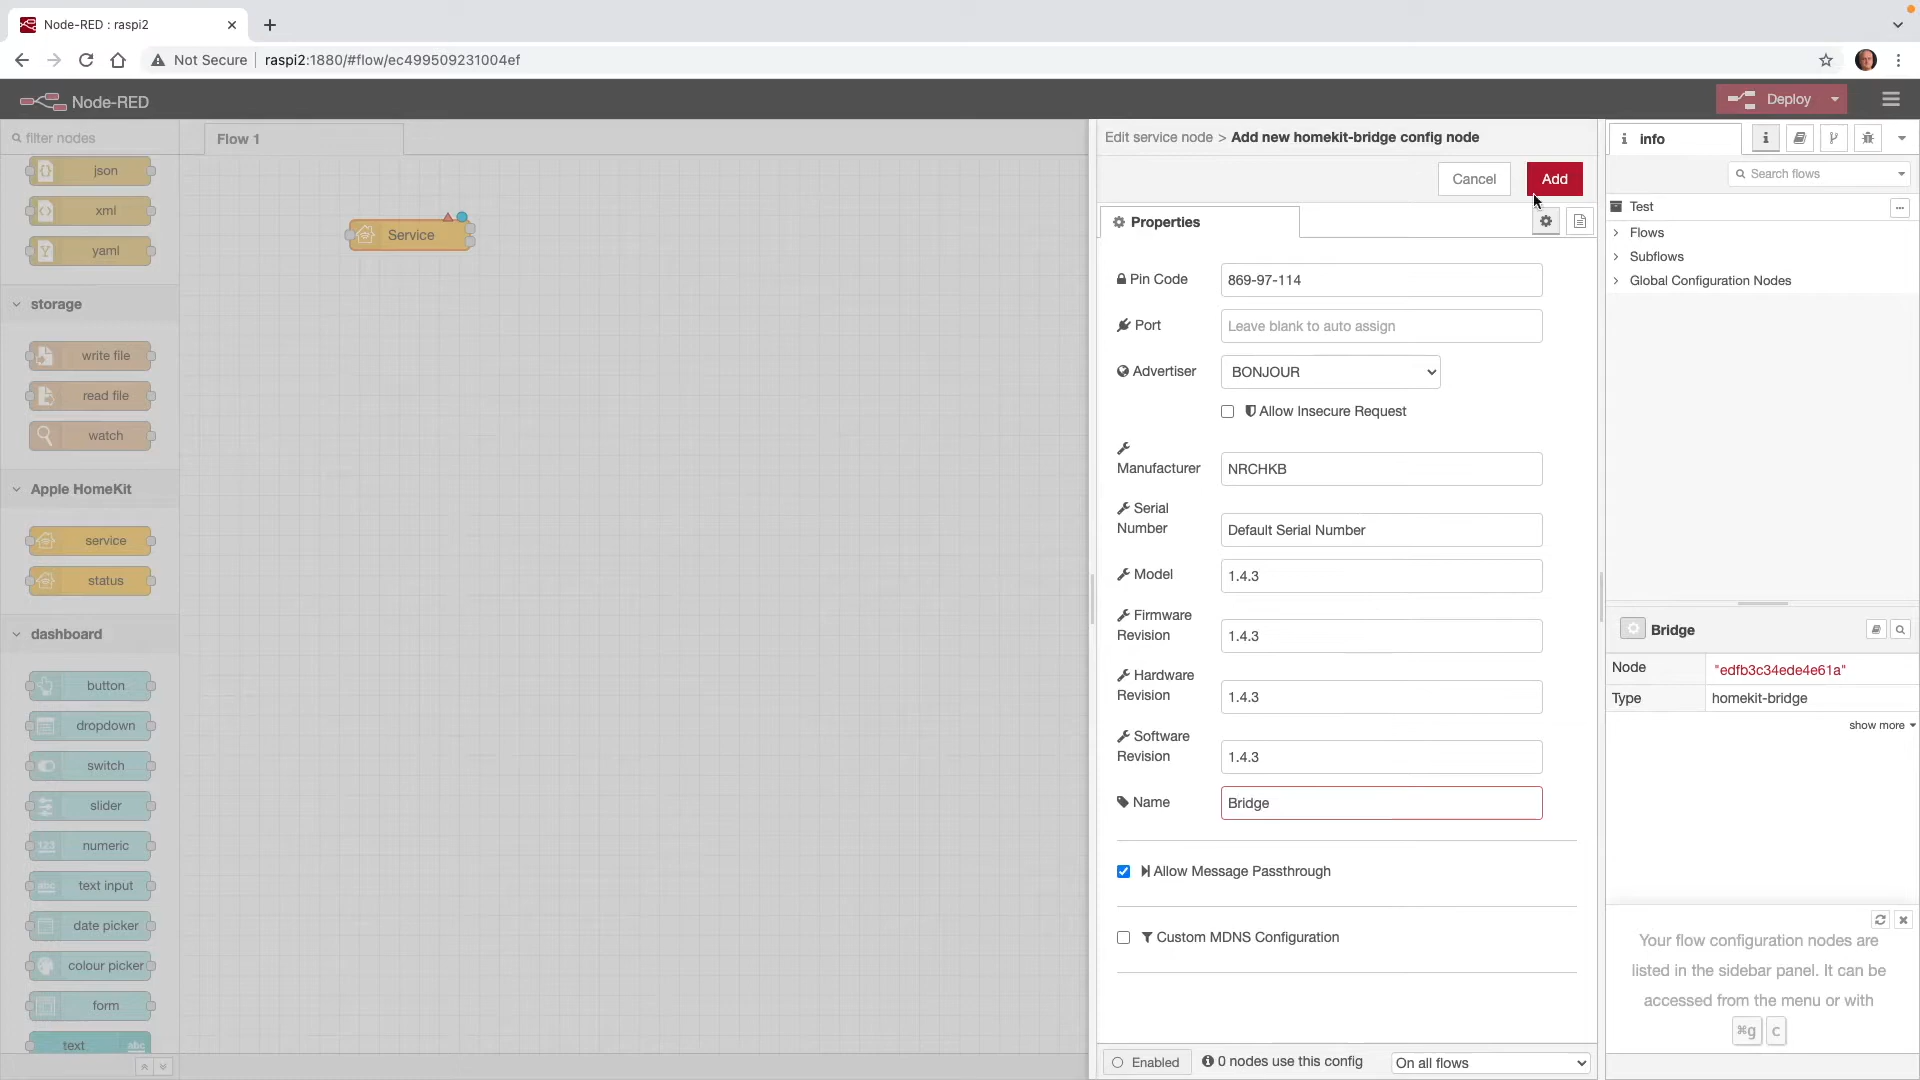 Node-RED : raspi2
Not Secure
raspi2:1880/#flow/ec499509231004ef
Node-RED
Deploy
filter nodes
json
xml
yaml
storage
write file
read file
watch
Apple HomeKit
service
status
dashboard
button
dropdown
switch
slider
numeric
text input
date picker
colour picker
form
text
Flow 1
Service
Edit service node > Add new homekit-bridge config node
Cancel
Add
Properties
Pin Code
869-97-114
Port
Leave blank to auto assign
Advertiser
BONJOUR
Allow Insecure Request
Manufacturer
NRCHKB
Serial
Number
Default Serial Number
Model
1.4.3
Firmware
Revision
1.4.3
Hardware
Revision
1.4.3
Software
Revision
1.4.3
Name
Bridge
Allow Message Passthrough
Custom MDNS Configuration
Enabled
0 nodes use this config
On all flows
info
Search flows
Test
Flows
Subflows
Global Configuration Nodes
Bridge
Node
"edfb3c34ede4e61a"
Type
homekit-bridge
show more
Your flow configuration nodes are
listed in the sidebar panel. It can be
accessed from the menu or with
⌘g c